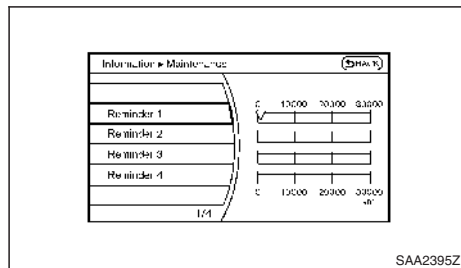 Information ▸ Maintenance BACK
0 10000 20000 30000
Reminder 1
Reminder 2
Reminder 3
Reminder 4
0 10000 20000 30000
km
1/4
SAA2395Z